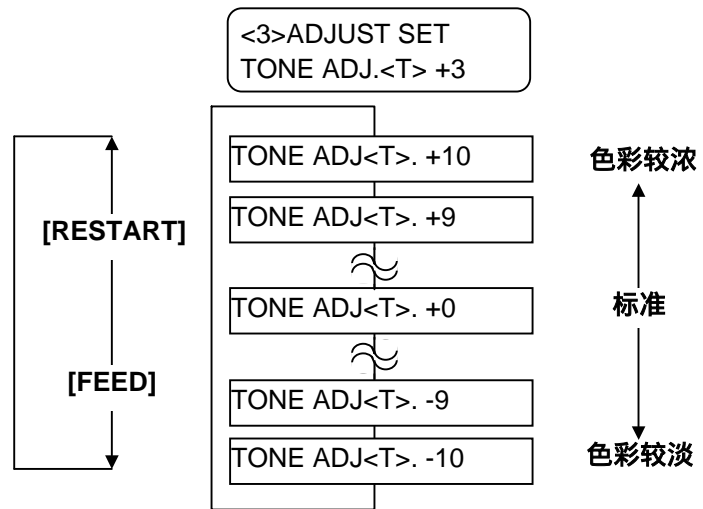 <3>ADJUST SET
TONE ADJ.<T> +3
TONE ADJ<T>. +10
色彩较浓
TONE ADJ<T>. +9
[RESTART]
TONE ADJ<T>. +0
标准
[FEED]
TONE ADJ<T>. -9
TONE ADJ<T>. -10
色彩较淡